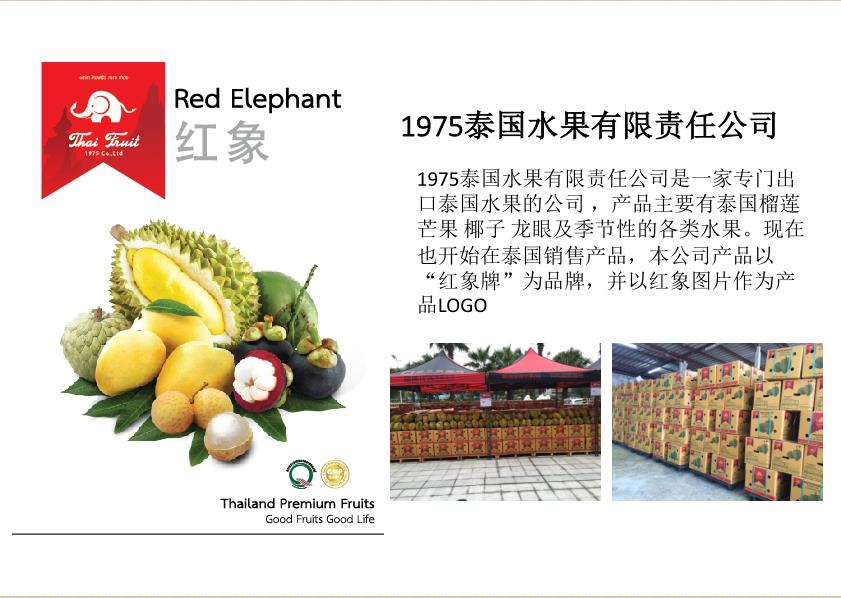 Red Elephant
红象
Thai Fruit
1975 Co.,Ltd
1975泰国水果有限责任公司
1975泰国水果有限责任公司是一家专门出
口泰国水果的公司，产品主要有泰国榴莲
芒果 椰子 龙眼及季节性的各类水果。现在
也开始在泰国销售产品，本公司产品以
“红象牌”为品牌，并以红象图片作为产
品LOGO
GMP
Thailand Premium Fruits
Good Fruits Good Life